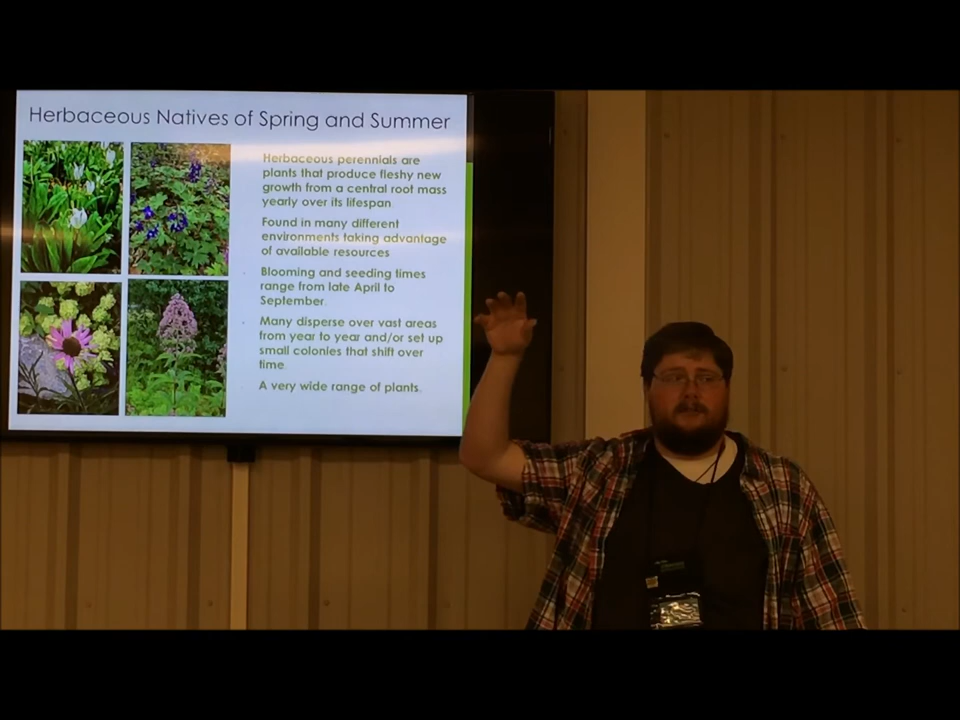 Herbaceous Natives of Spring and Summer
Herbaceous perennials are
plants that produce fleshy new
growth from a central root mass
yearly over its lifespan
Found in many different
environments taking advantage
of available resources
Blooming and seeding times
range from late April to
September.
Many disperse over vast areas
from year to year and/or set up
small colonies that shift over
time
A very wide range of plants.